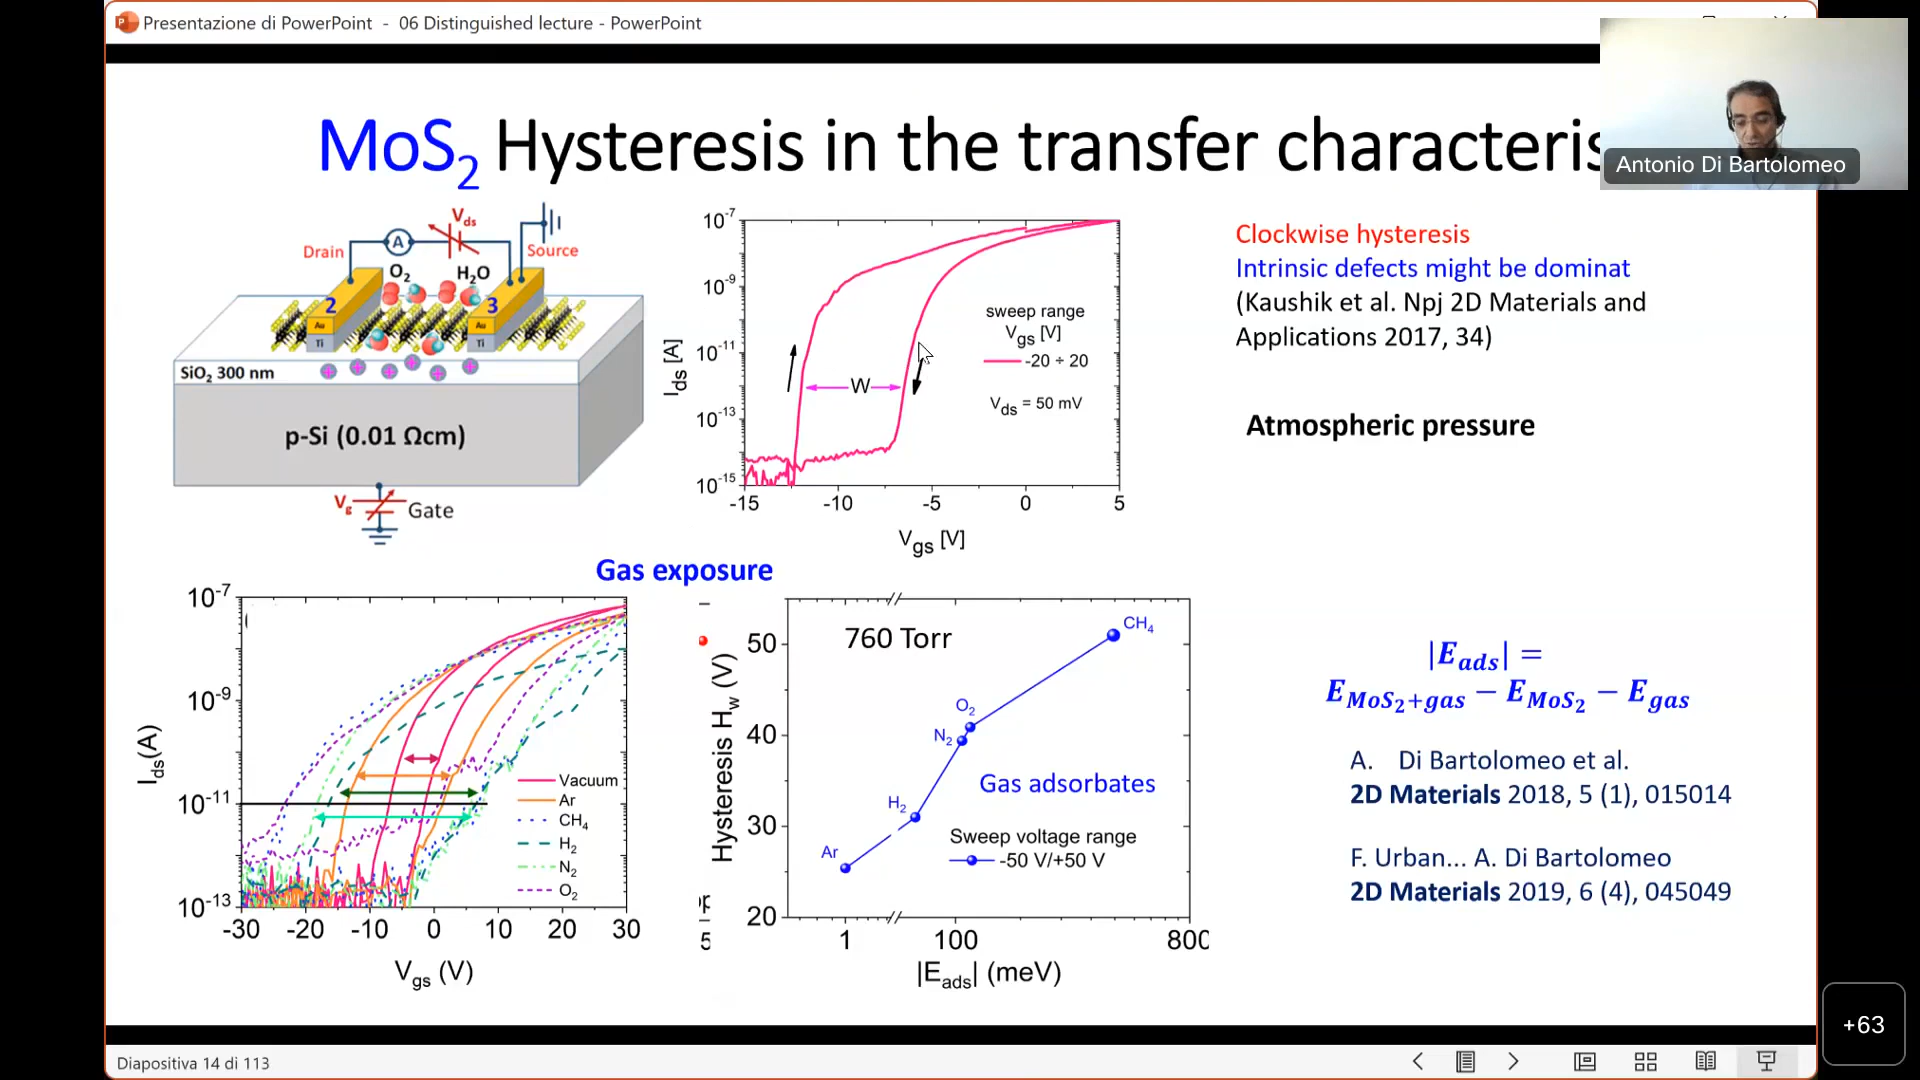 Presentazione di PowerPoint - 06 Distinguished lecture - PowerPoint
Antonio Di Bartolomeo
MoS2 Hysteresis in the transfer characteris
Vds
Drain
A
Source
O2
H2O
2
3
Au
Au
Ti
Ti
SiO2 300 nm
p-Si (0.01 Ωcm)
Vg
Gate
10-7
10-9
10-11
10-13
10-15
Ids [A]
W
sweep range
Vgs [V]
-20 ÷ 20
Vds = 50 mV
-15
-10
-5
0
5
Vgs [V]
Clockwise hysteresis
Intrinsic defects might be dominat
(Kaushik et al. Npj 2D Materials and
Applications 2017, 34)
Atmospheric pressure
Gas exposure
10-7
10-9
10-11
10-13
Ids(A)
Vacuum
Ar
CH4
H2
N2
O2
-30
-20
-10
0
10
20
30
Vgs (V)
5
Hysteresis Hw (V)
50
40
30
20
760 Torr
CH4
O2
N2
H2
Ar
Gas adsorbates
Sweep voltage range
-50 V/+50 V
1
100
800
|Eads| (meV)
|Eads| =
EMoS2+gas − EMoS2 − Egas
A. Di Bartolomeo et al.
2D Materials 2018, 5 (1), 015014
F. Urban... A. Di Bartolomeo
2D Materials 2019, 6 (4), 045049
+63
Diapositiva 14 di 113